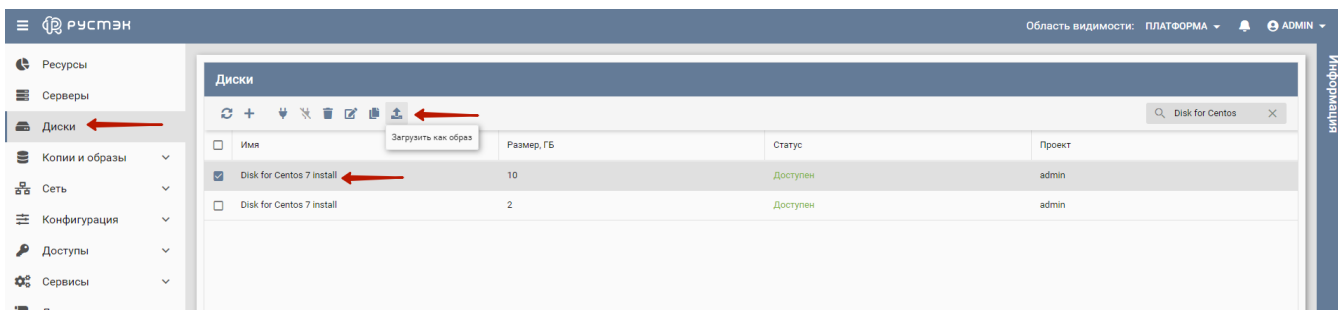 РУСТЭК
Область видимости: ПЛАТФОРМА
ADMIN
Ресурсы
Серверы
Диски
Копии и образы
Сеть
Конфигурация
Доступы
Сервисы
Диски
Disk for Centos
Загрузить как образ
Имя
Размер, ГБ
Статус
Проект
Disk for Centos 7 install
10
Доступен
admin
Disk for Centos 7 install
2
Доступен
admin
Информация